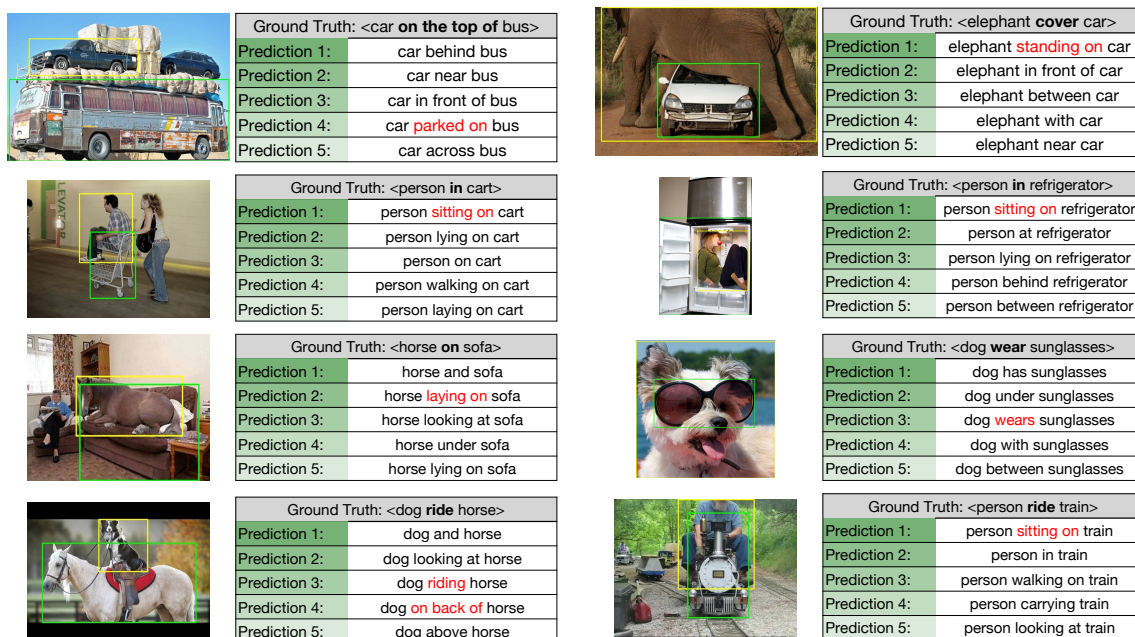 Ground Truth: <car on the top of bus>
Prediction 1: car behind bus
Prediction 2: car near bus
Prediction 3: car in front of bus
Prediction 4: car parked on bus
Prediction 5: car across bus
Ground Truth: <elephant cover car>
Prediction 1: elephant standing on car
Prediction 2: elephant in front of car
Prediction 3: elephant between car
Prediction 4: elephant with car
Prediction 5: elephant near car
ELEVAT
Ground Truth: <person in cart>
Prediction 1: person sitting on cart
Prediction 2: person lying on cart
Prediction 3: person on cart
Prediction 4: person walking on cart
Prediction 5: person laying on cart
Ground Truth: <person in refrigerator>
Prediction 1: person sitting on refrigerator
Prediction 2: person at refrigerator
Prediction 3: person lying on refrigerator
Prediction 4: person behind refrigerator
Prediction 5: person between refrigerator
Ground Truth: <horse on sofa>
Prediction 1: horse and sofa
Prediction 2: horse laying on sofa
Prediction 3: horse looking at sofa
Prediction 4: horse under sofa
Prediction 5: horse lying on sofa
Ground Truth: <dog wear sunglasses>
Prediction 1: dog has sunglasses
Prediction 2: dog under sunglasses
Prediction 3: dog wears sunglasses
Prediction 4: dog with sunglasses
Prediction 5: dog between sunglasses
Ground Truth: <dog ride horse>
Prediction 1: dog and horse
Prediction 2: dog looking at horse
Prediction 3: dog riding horse
Prediction 4: dog on back of horse
Prediction 5: dog above horse
Ground Truth: <person ride train>
Prediction 1: person sitting on train
Prediction 2: person in train
Prediction 3: person walking on train
Prediction 4: person carrying train
Prediction 5: person looking at train